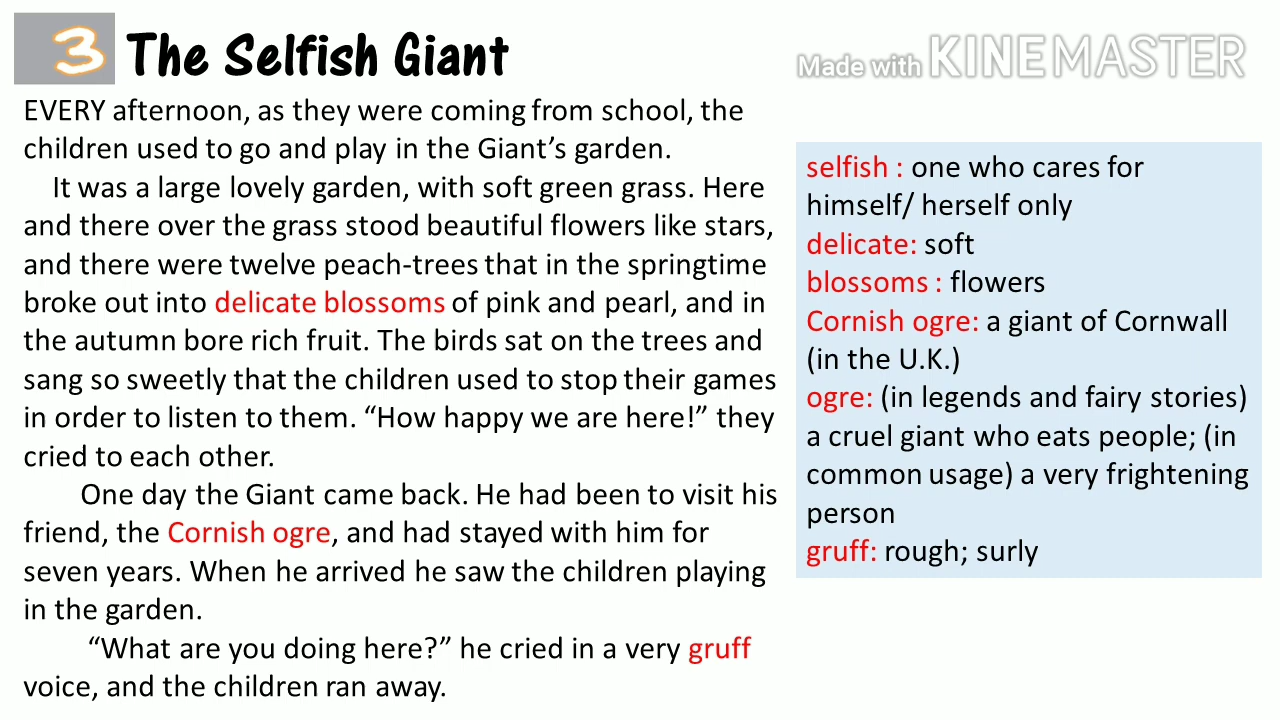 3 The Selfish Giant
Made with KINEMASTER
EVERY afternoon, as they were coming from school, the
children used to go and play in the Giant’s garden.
It was a large lovely garden, with soft green grass. Here
and there over the grass stood beautiful flowers like stars,
and there were twelve peach-trees that in the springtime
broke out into delicate blossoms of pink and pearl, and in
the autumn bore rich fruit. The birds sat on the trees and
sang so sweetly that the children used to stop their games
in order to listen to them. “How happy we are here!” they
cried to each other.
One day the Giant came back. He had been to visit his
friend, the Cornish ogre, and had stayed with him for
seven years. When he arrived he saw the children playing
in the garden.
“What are you doing here?” he cried in a very gruff
voice, and the children ran away.
selfish : one who cares for
himself/ herself only
delicate: soft
blossoms : flowers
Cornish ogre: a giant of Cornwall
(in the U.K.)
ogre: (in legends and fairy stories)
a cruel giant who eats people; (in
common usage) a very frightening
person
gruff: rough; surly